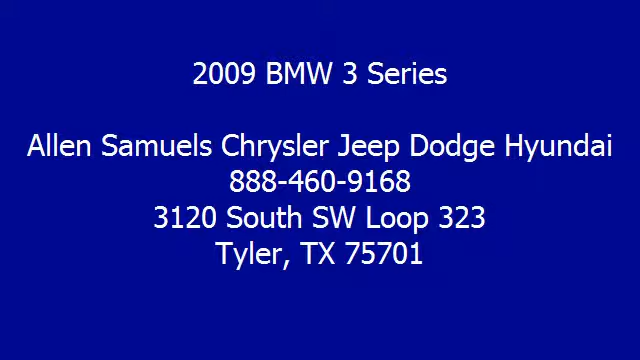 2009 BMW 3 Series
Allen Samuels Chrysler Jeep Dodge Hyundai
888-460-9168
3120 South SW Loop 323
Tyler, TX 75701